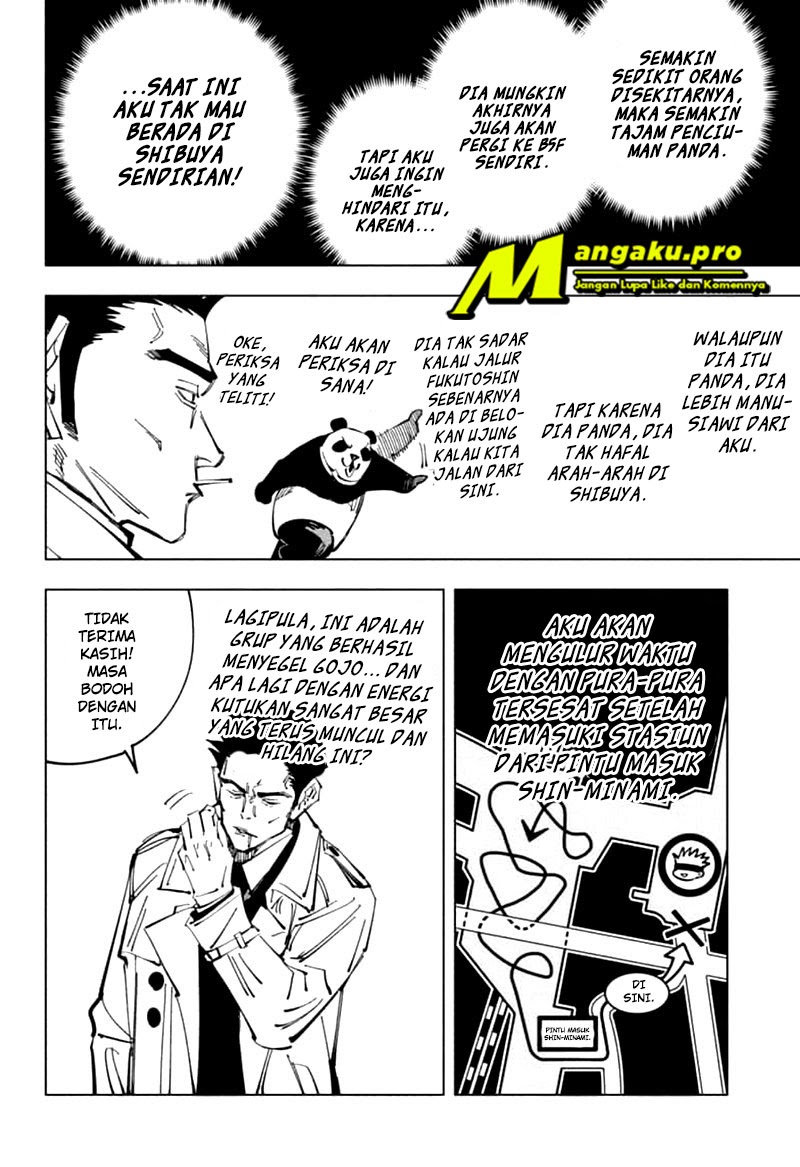 SEMAKIN
SEDIKIT ORANG
DISEKITARNYA,
MAKA SEMAKIN
TAJAM PENCIU-
MAN PANDA.
DIA MUNGKIN
AKHIRNYA
JUGA AKAN
PERGI KE B5F
SENDIRI.
TAPI AKU
JUGA INGIN
MENG-
HINDARI ITU,
KARENA...
...SAAT INI
AKU TAK MAU
BERADA DI
SHIBUYA
SENDIRIAN!
Mangaku.pro
Jangan Lupa Like dan Komennya
WALAUPUN
DIA ITU
PANDA, DIA
LEBIH MANU-
SIAWI DARI
AKU.
TAPI KARENA
DIA PANDA, DIA
TAK HAFAL
ARAH-ARAH DI
SHIBUYA.
DIA TAK SADAR
KALAU JALUR
FUKUTOSHIN
SEBENARNYA
ADA DI BELO-
KAN UJUNG
KALAU KITA
JALAN DARI
SINI.
AKU AKAN
PERIKSA DI
SANA!
OKE,
PERIKSA
YANG
TELITI!
AKU AKAN
MENGULUR WAKTU
DENGAN PURA-PURA
TERSESAT SETELAH
MEMASUKI STASIUN
DARI PINTU MASUK
SHIN-MINAMI.
DI
SINI.
PINTU MASUK
SHIN-MINAMI.
LAGIPULA, INI ADALAH
GRUP YANG BERHASIL
MENYEGEL GOJO... DAN
APA LAGI DENGAN ENERGI
KUTUKAN SANGAT BESAR
YANG TERUS MUNCUL DAN
HILANG INI?
TIDAK
TERIMA
KASIH!
MASA
BODOH
DENGAN
ITU.